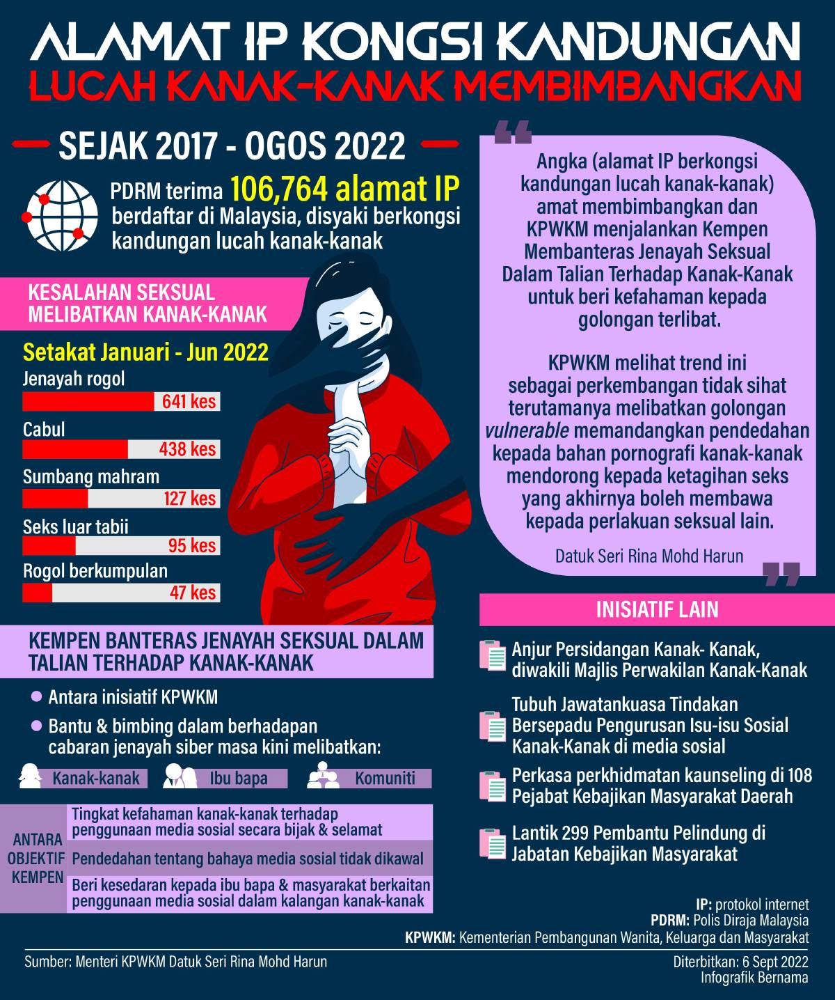 ALAMAT IP KONGSI KANDUNGAN
LUCAH KANAK-KANAK MEMBIMBANGKAN
SEJAK 2017 - OGOS 2022
PDRM terima 106,764 alamat IP
berdaftar di Malaysia, disyaki berkongsi
kandungan lucah kanak-kanak
KESALAHAN SEKSUAL
MELIBATKAN KANAK-KANAK
Setakat Januari - Jun 2022
Jenayah rogol
641 kes
Cabul
438 kes
Sumbang mahram
127 kes
Seks luar tabii
95 kes
Rogol berkumpulan
47 kes
“
Angka (alamat IP berkongsi
kandungan lucah kanak-kanak)
amat membimbangkan dan
KPWKM menjalankan Kempen
Membanteras Jenayah Seksual
Dalam Talian Terhadap Kanak-Kanak
untuk beri kefahaman kepada
golongan terlibat.
KPWKM melihat trend ini
sebagai perkembangan tidak sihat
terutamanya melibatkan golongan
vulnerable memandangkan pendedahan
kepada bahan pornografi kanak-kanak
mendorong kepada ketagihan seks
yang akhirnya boleh membawa
kepada perlakuan seksual lain.
Datuk Seri Rina Mohd Harun
”
KEMPEN BANTERAS JENAYAH SEKSUAL DALAM
TALIAN TERHADAP KANAK-KANAK
Antara inisiatif KPWKM
Bantu & bimbing dalam berhadapan
cabaran jenayah siber masa kini melibatkan:
Kanak-kanak
Ibu bapa
Komuniti
ANTARA
OBJEKTIF
KEMPEN
Tingkat kefahaman kanak-kanak terhadap
penggunaan media sosial secara bijak & selamat
Pendedahan tentang bahaya media sosial tidak dikawal
Beri kesedaran kepada ibu bapa & masyarakat berkaitan
penggunaan media sosial dalam kalangan kanak-kanak
INISIATIF LAIN
Anjur Persidangan Kanak- Kanak,
diwakili Majlis Perwakilan Kanak-Kanak
Tubuh Jawatankuasa Tindakan
Bersepadu Pengurusan Isu-isu Sosial
Kanak-Kanak di media sosial
Perkasa perkhidmatan kaunseling di 108
Pejabat Kebajikan Masyarakat Daerah
Lantik 299 Pembantu Pelindung di
Jabatan Kebajikan Masyarakat
IP: protokol internet
PDRM: Polis Diraja Malaysia
KPWKM: Kementerian Pembangunan Wanita, Keluarga dan Masyarakat
Sumber: Menteri KPWKM Datuk Seri Rina Mohd Harun
Diterbitkan: 6 Sept 2022
Infografik Bernama